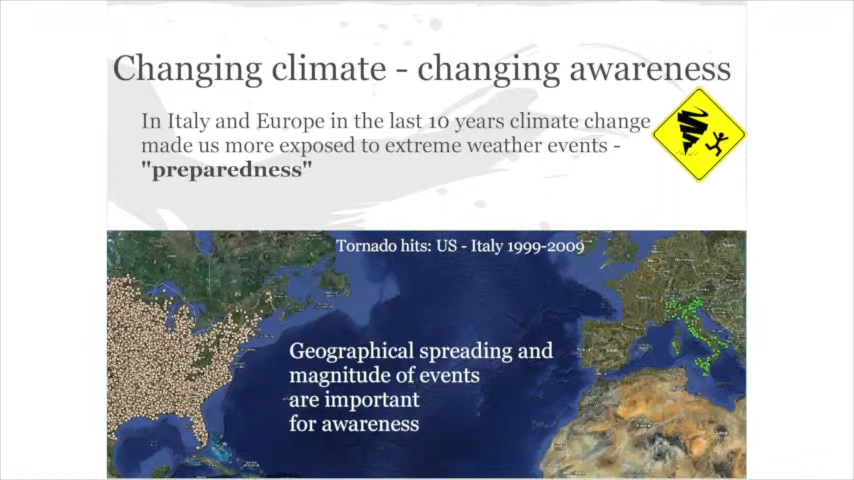 Changing climate - changing awareness
In Italy and Europe in the last 10 years climate change
made us more exposed to extreme weather events -
"preparedness"
Tornado hits: US - Italy 1999-2009
Geographical spreading and
magnitude of events
are important
for awareness